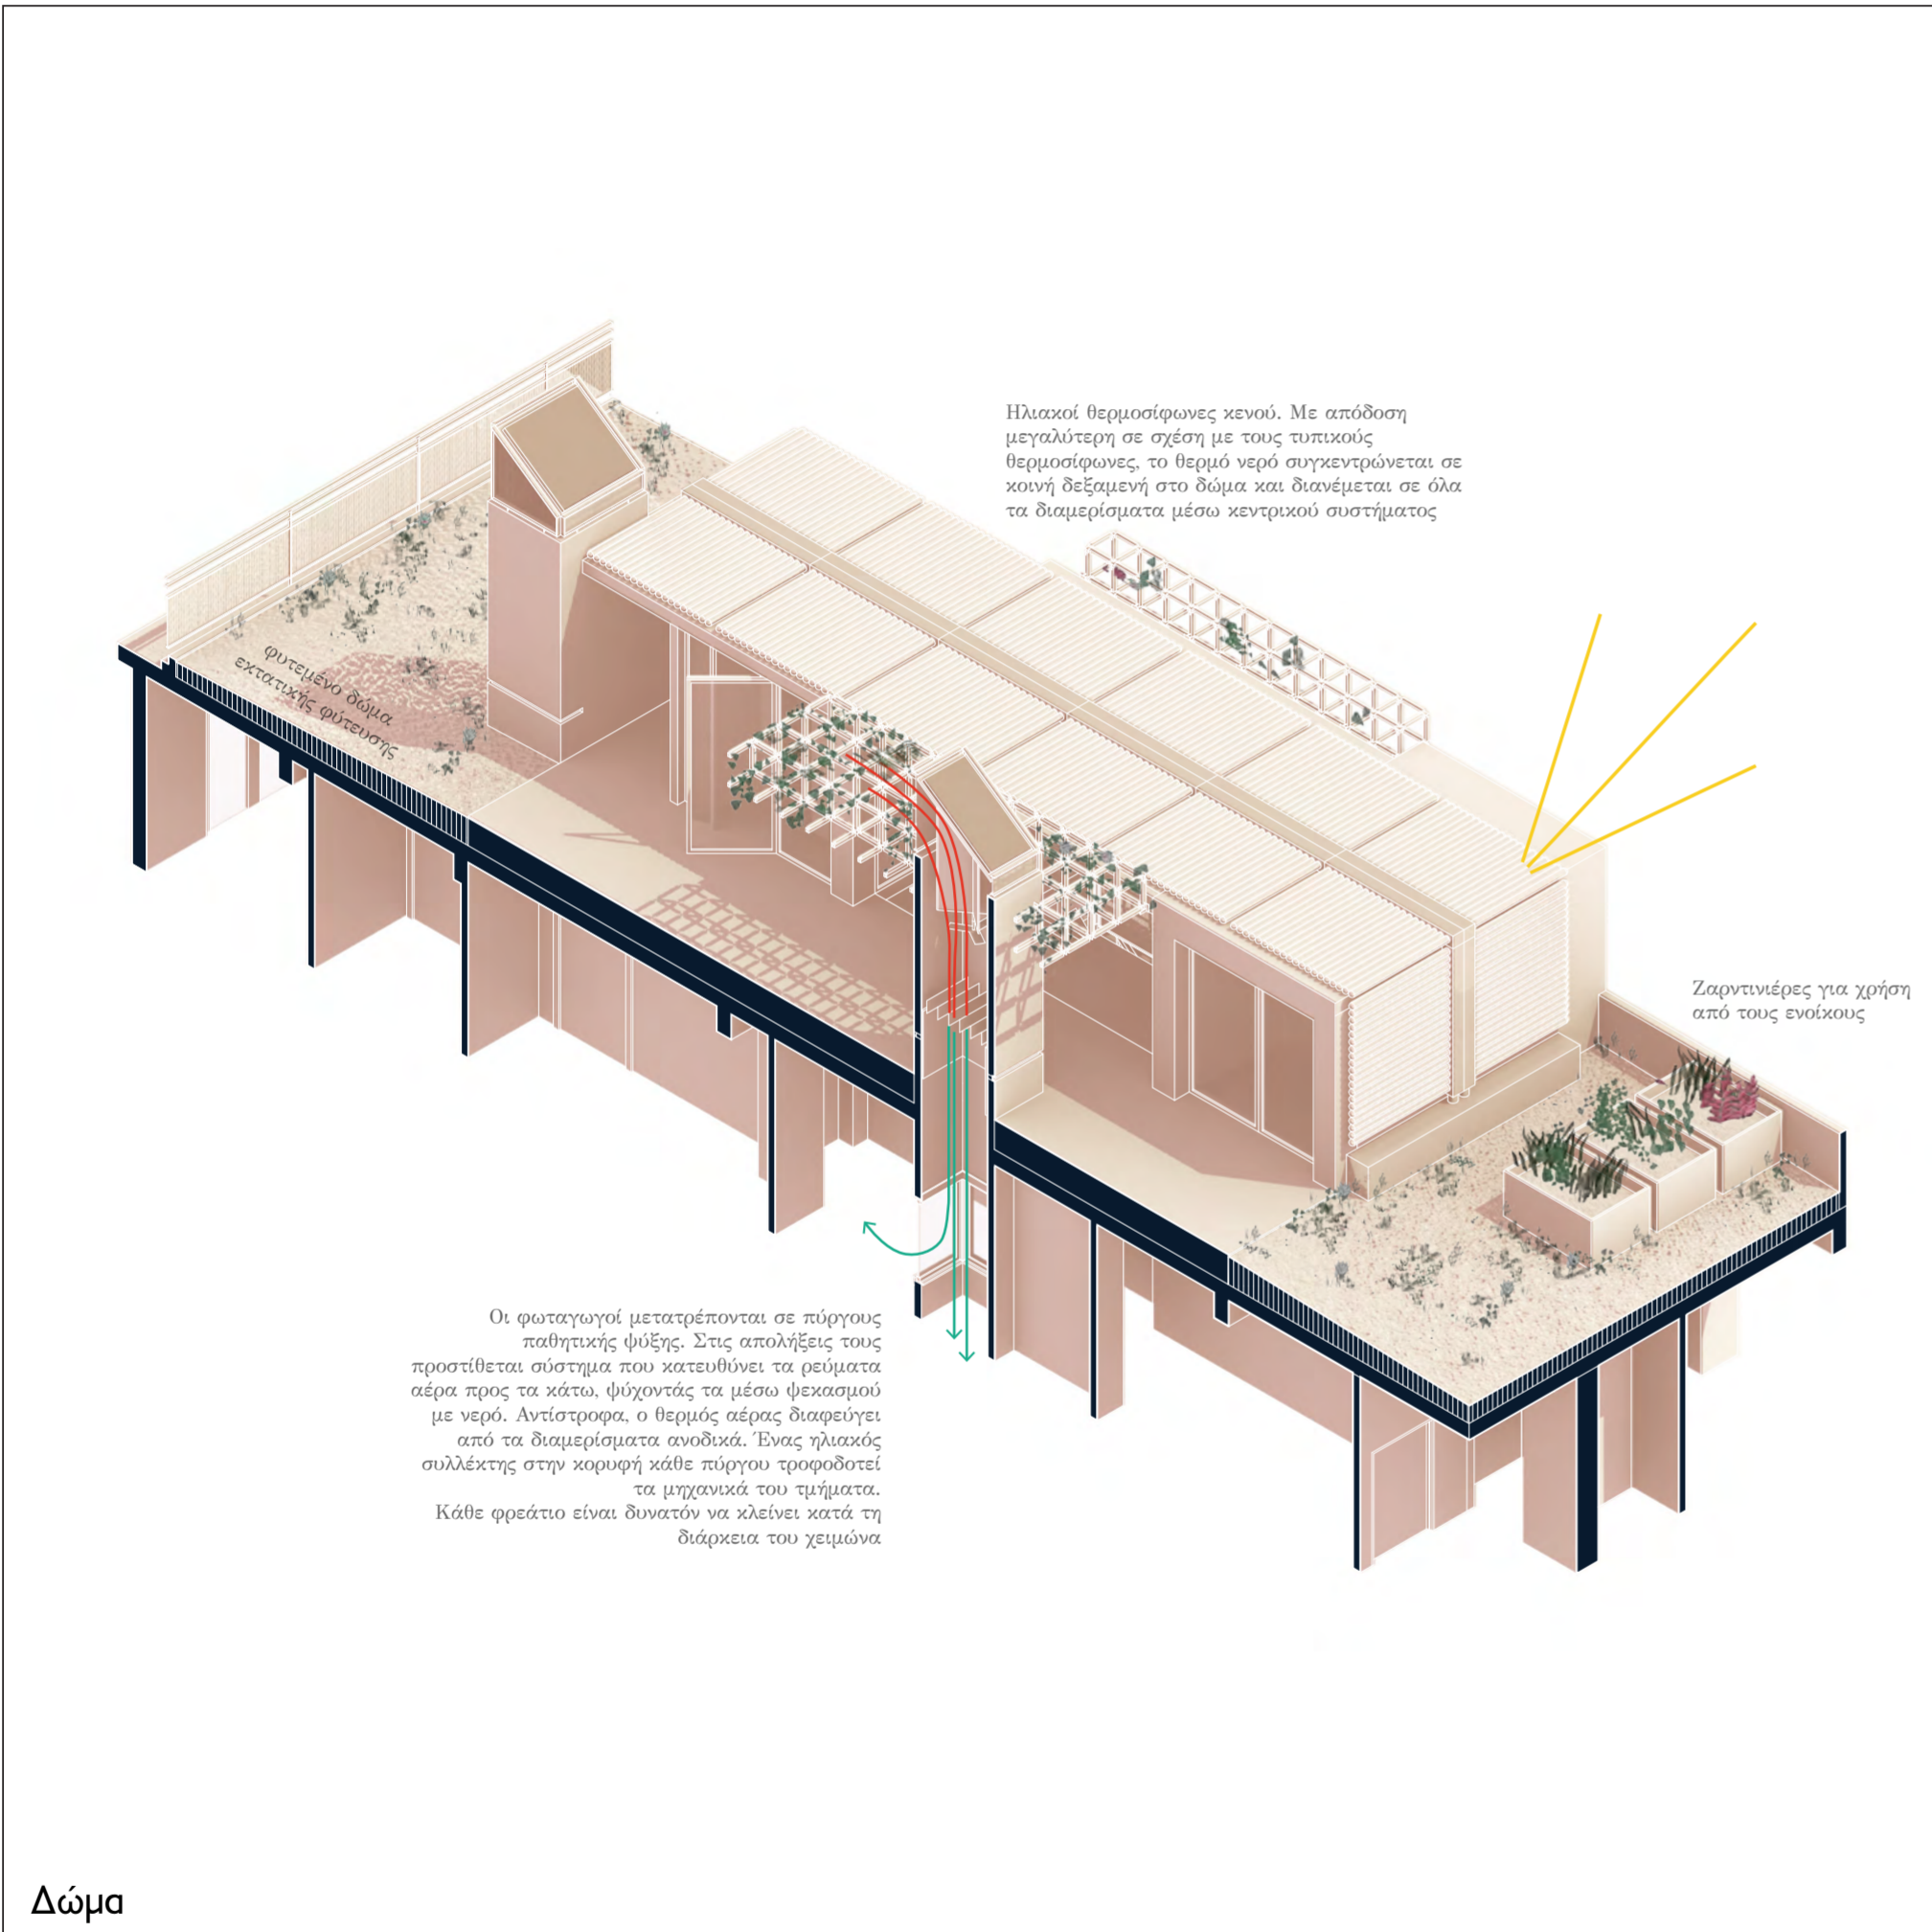 Ηλιακοί θερμοσίφωνες κενού. Με απόδοση
μεγαλύτερη σε σχέση με τους τυπικούς
θερμοσίφωνες, το θερμό νερό συγκεντρώνεται σε
κοινή δεξαμενή στο δώμα και διανέμεται σε όλα
τα διαμερίσματα μέσω κεντρικού συστήματος
φυτεμένο δώμα
εκτατικής φύτευσης
Ζαρντινιέρες για χρήση
από τους ενοίκους
Οι φωταγωγοί μετατρέπονται σε πύργους
παθητικής ψύξης. Στις απολήξεις τους
προστίθεται σύστημα που κατευθύνει τα ρεύματα
αέρα προς τα κάτω, ψύχοντάς τα μέσω ψεκασμού
με νερό. Αντίστροφα, ο θερμός αέρας διαφεύγει
από τα διαμερίσματα ανοδικά. Ένας ηλιακός
συλλέκτης στην κορυφή κάθε πύργου τροφοδοτεί
τα μηχανικά του τμήματα.
Κάθε φρεάτιο είναι δυνατόν να κλείνει κατά τη
διάρκεια του χειμώνα
Δώμα